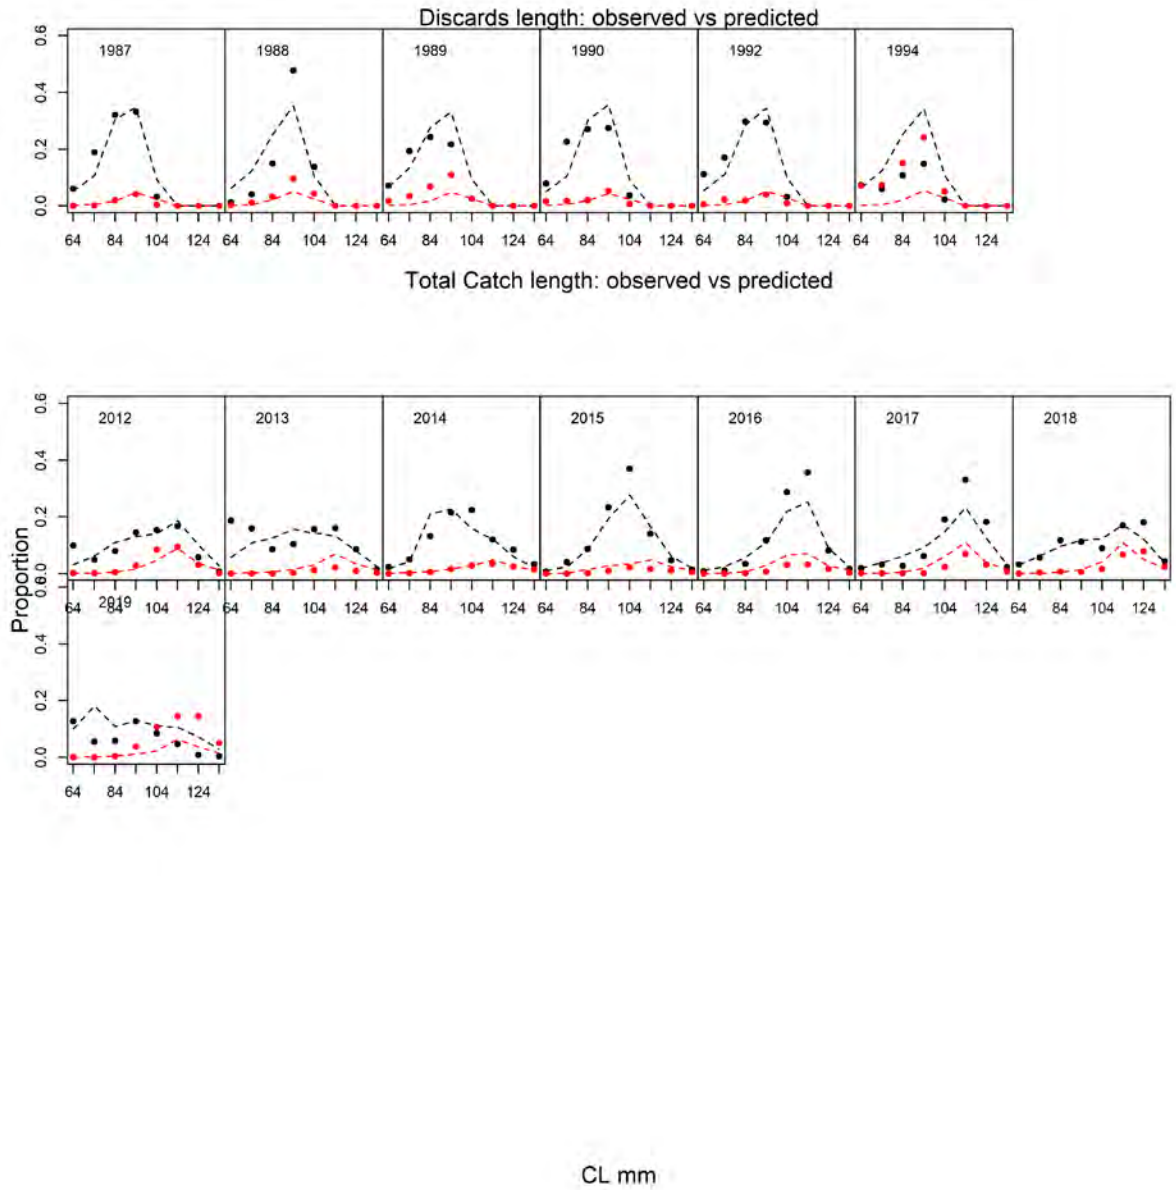 Discards length: observed vs predicted
1987 1988 1989 1990 1992 1994
0.6
0.4
0.2
0.0
64 84 104 124 64 84 104 124 64 84 104 124 64 84 104 124 64 84 104 124 64 84 104 124
Total Catch length: observed vs predicted
2012 2013 2014 2015 2016 2017 2018
0.6
0.4
0.2
0.0
64 84 104 124 64 84 104 124 64 84 104 124 64 84 104 124 64 84 104 124 64 84 104 124 64 84 104 124
2019
0.6
0.4
0.2
0.0
64 84 104 124
Proportion
CL mm